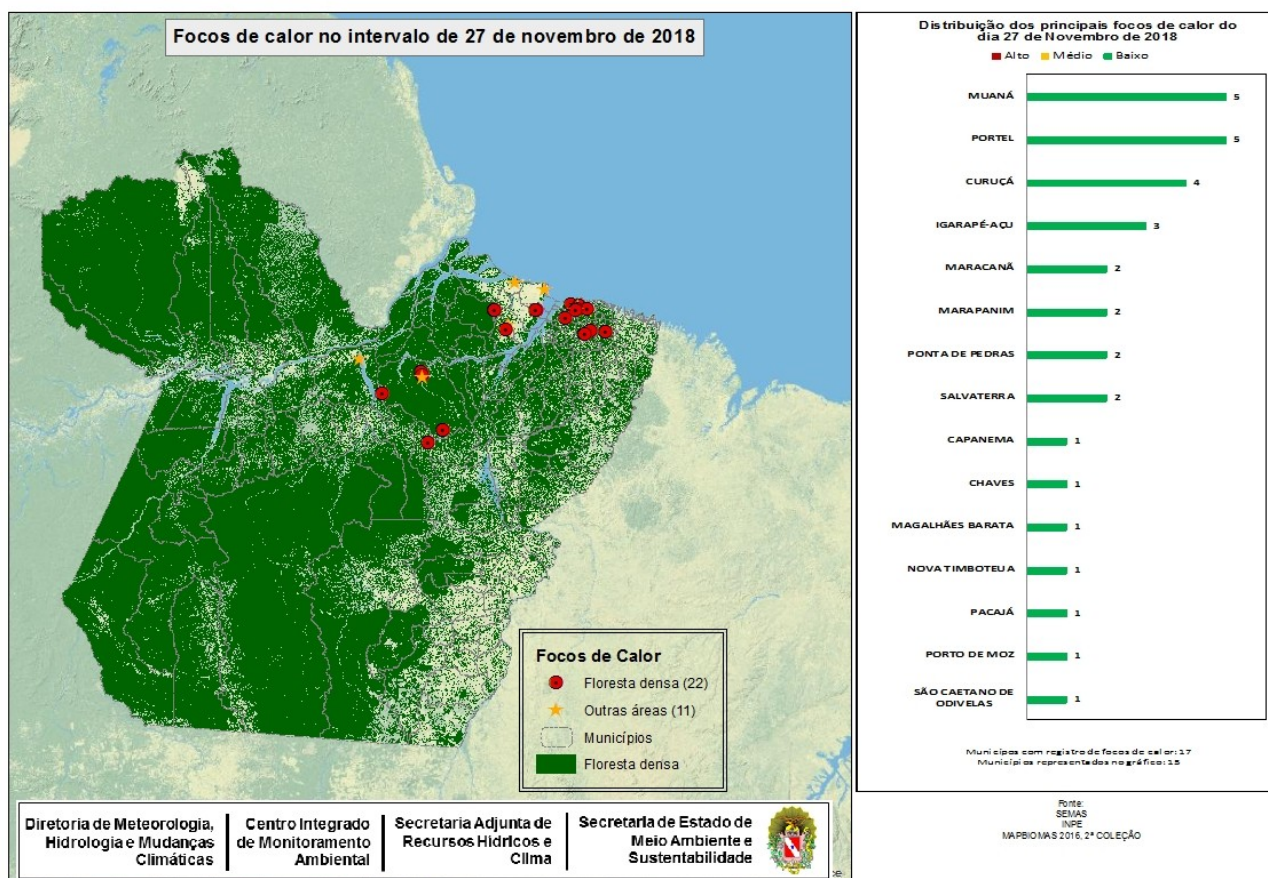 Focos de calor no intervalo de 27 de novembro de 2018
Focos de Calor
Floresta densa (22)
Outras áreas (11)
Municípios
Floresta densa
Diretoria de Meteorologia,
Hidrologia e Mudanças
Climáticas
Centro Integrado
de Monitoramento
Ambiental
Secretaria Adjunta de
Recursos Hídricos e
Clima
Secretaria de Estado de
Meio Ambiente e
Sustentabilidade
Distribuição dos principais focos de calor do
dia 27 de Novembro de 2018
Alto Médio Baixo
MUANÁ 5
PORTEL 5
CURUÇÁ 4
IGARAPÉ-AÇU 3
MARACANÃ 2
MARAPANIM 2
PONTA DE PEDRAS 2
SALVATERRA 2
CAPANEMA 1
CHAVES 1
MAGALHÃES BARATA 1
NOVA TIMBOTEUA 1
PACAJÁ 1
PORTO DE MOZ 1
SÃO CAETANO DE
ODIVELAS 1
Municípos com registro de focos de calor: 17
Municípios representados no gráfico: 15
Fonte:
SEMAS
INPE
MAPBIOMAS 2016, 2ª COLEÇÃO